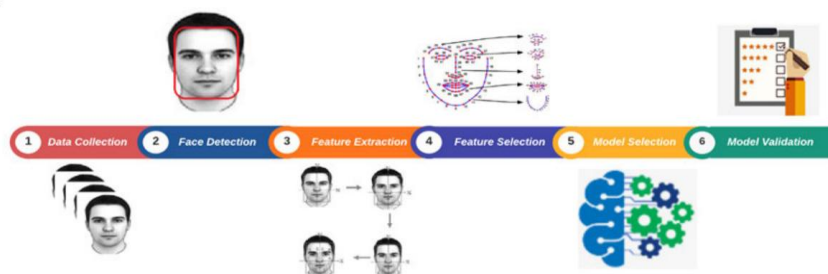 1 Data Collection 2 Face Detection 3 Feature Extraction 4 Feature Selection 5 Model Selection 6 Model Validation